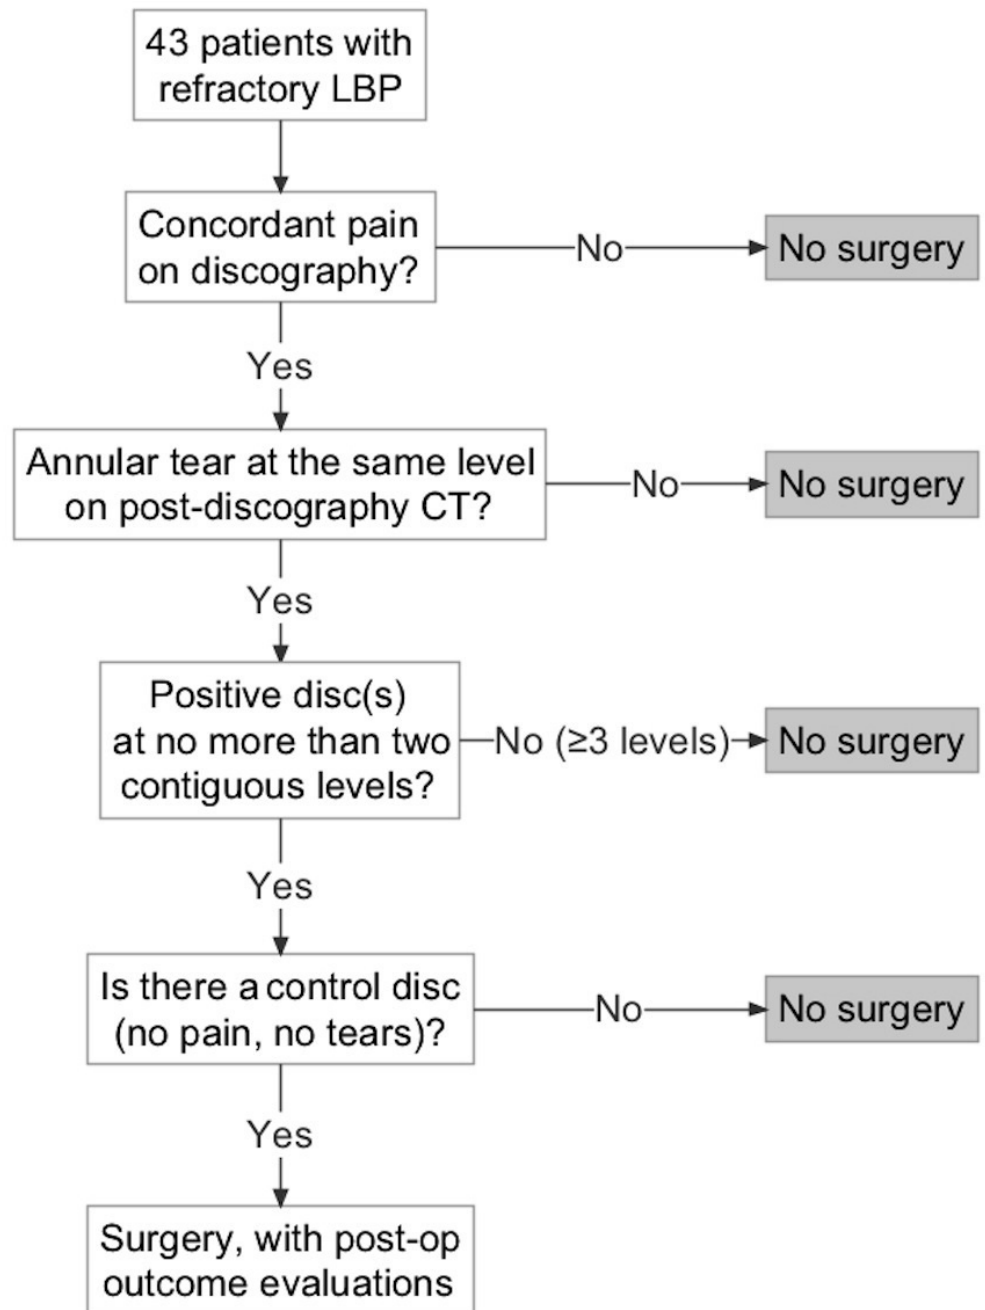 43 patients with
refractory LBP
Concordant pain
on discography?
No
No surgery
Yes
Annular tear at the same level
on post-discography CT?
No
No surgery
Yes
Positive disc(s)
at no more than two
contiguous levels?
No (≥3 levels)
No surgery
Yes
Is there a control disc
(no pain, no tears)?
No
No surgery
Yes
Surgery, with post-op
outcome evaluations